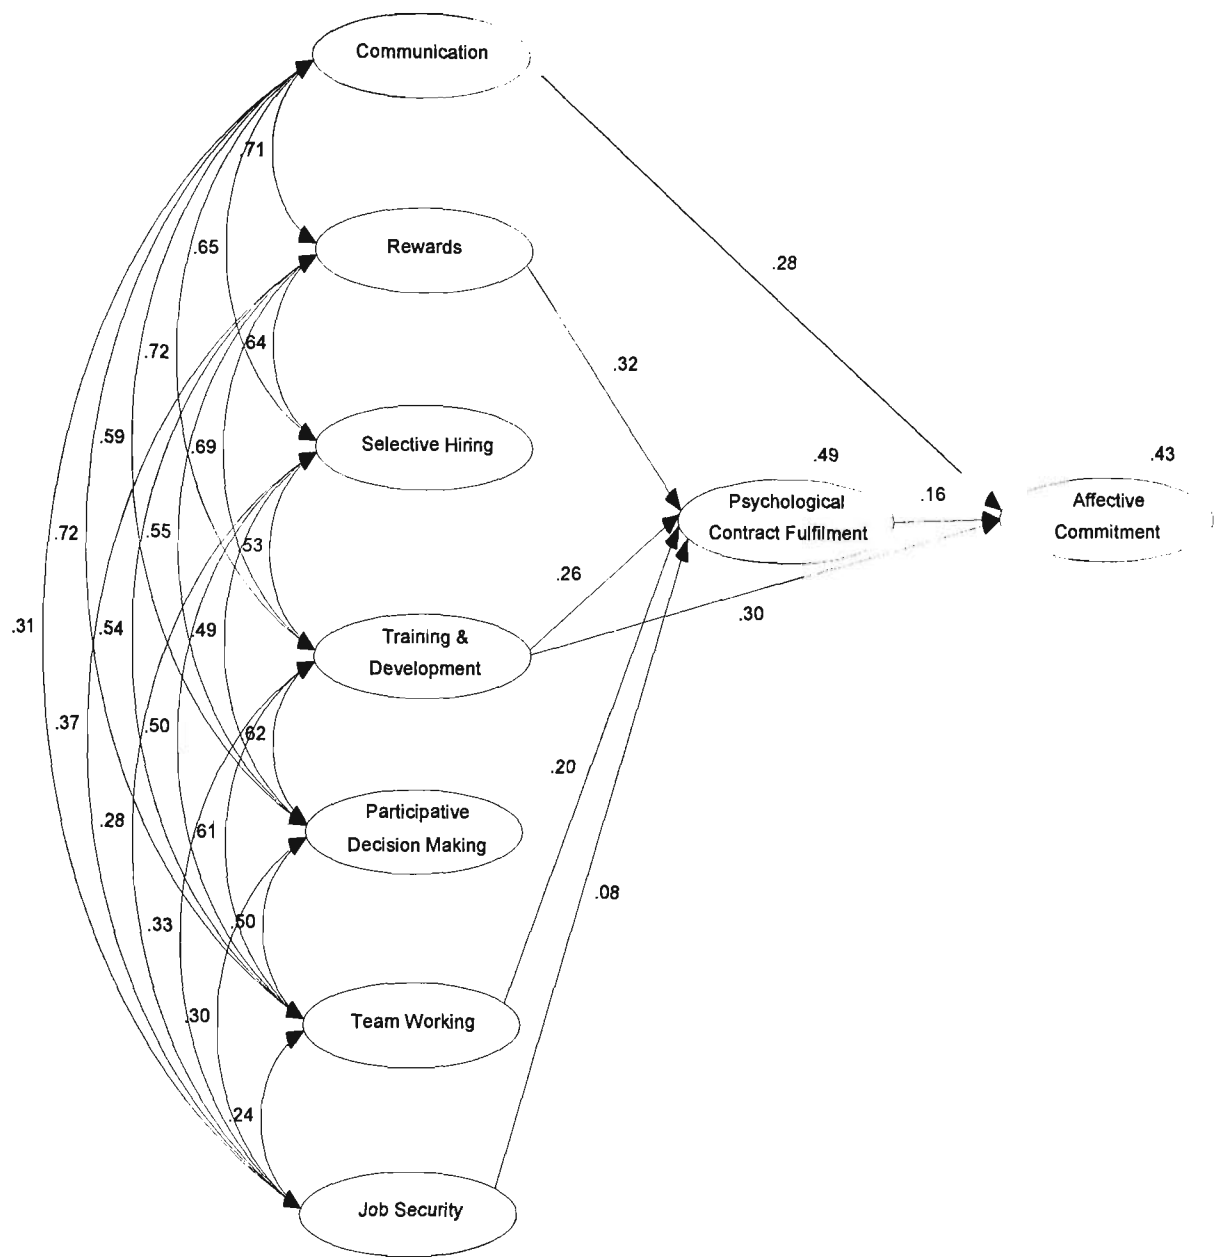 Communication
.71
Rewards
.65
.28
.72
.64
.32
.59
.69
Selective Hiring
.49
.43
.16
Psychological
Contract Fulfilment
Affective
Commitment
.72
.55
.53
.26
.30
.31
.54
.49
Training &
Development
.37
.50
.62
.20
Participative
Decision Making
.28
.61
.08
.33
.50
.30
Team Working
.24
Job Security